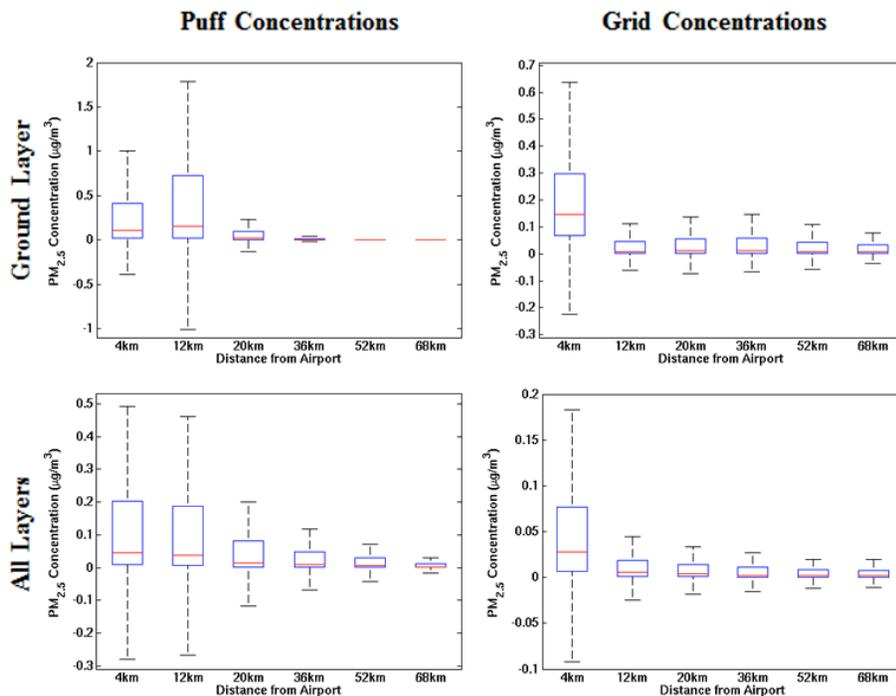 Puff Concentrations
Grid Concentrations
Ground Layer
PM2.5 Concentration (μg/m3)
2
1.5
1
0.5
0
-0.5
-1
4km 12km 20km 36km 52km 68km
Distance from Airport
PM2.5 Concentration (μg/m3)
0.7
0.6
0.5
0.4
0.3
0.2
0.1
0
-0.1
-0.2
-0.3
4km 12km 20km 36km 52km 68km
Distance from Airport
All Layers
PM2.5 Concentration (μg/m3)
0.5
0.4
0.3
0.2
0.1
0
-0.1
-0.2
-0.3
4km 12km 20km 36km 52km 68km
Distance from Airport
PM2.5 Concentration (μg/m3)
0.2
0.15
0.1
0.05
0
-0.05
-0.1
4km 12km 20km 36km 52km 68km
Distance from Airport